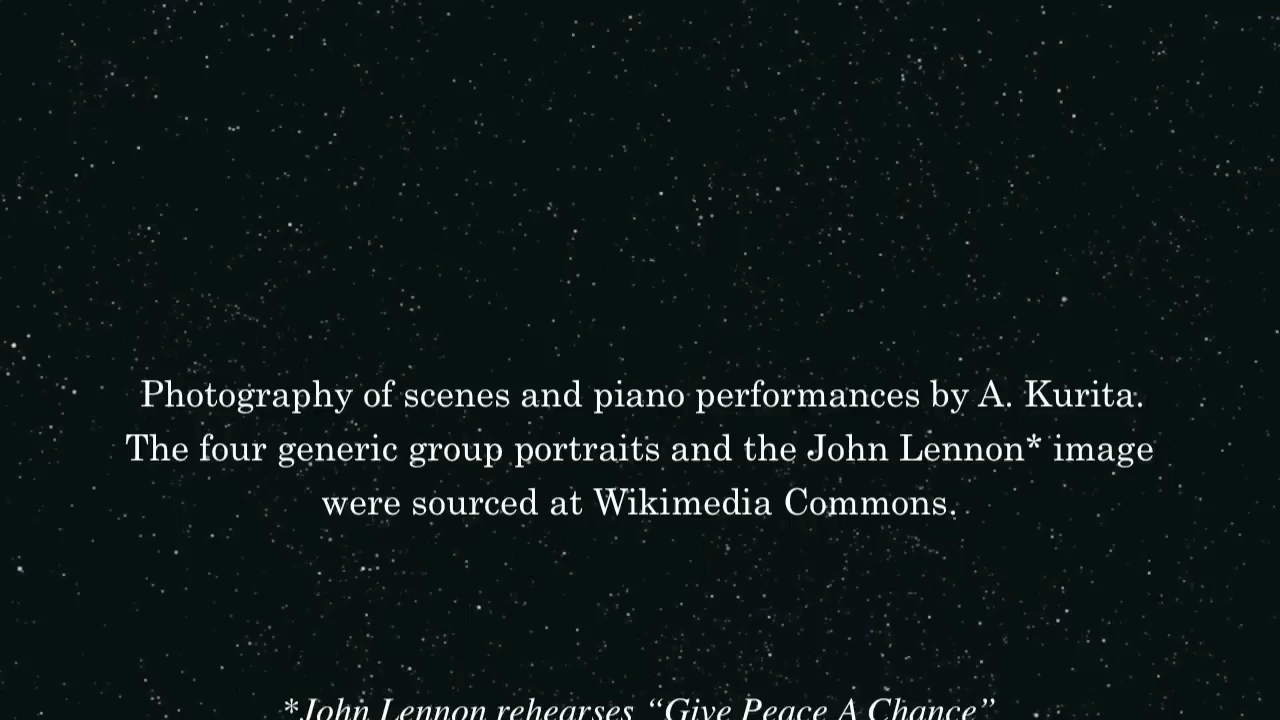 Photography of scenes and piano performances by A. Kurita.
The four generic group portraits and the John Lennon* image
were sourced at Wikimedia Commons.
*John Lennon rehearses “Give Peace A Chance”